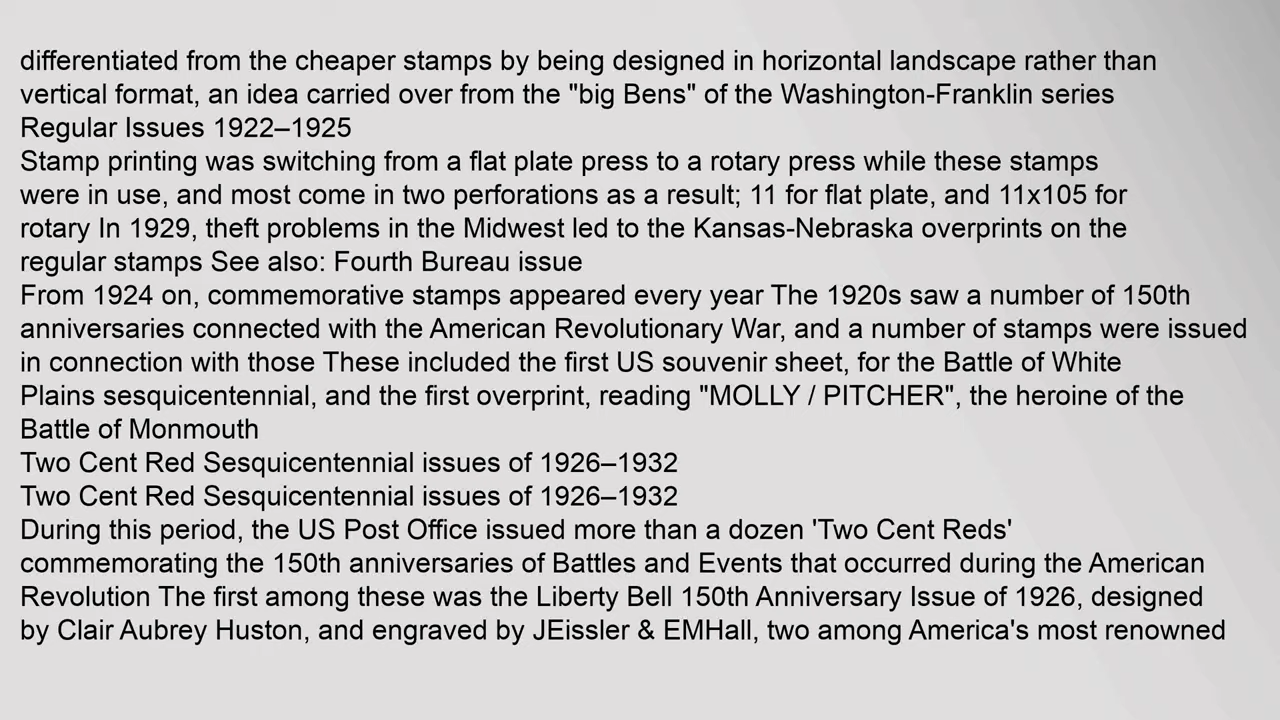 differentiated from the cheaper stamps by being designed in horizontal landscape rather than
vertical format, an idea carried over from the "big Bens" of the Washington-Franklin series
Regular Issues 1922–1925
Stamp printing was switching from a flat plate press to a rotary press while these stamps
were in use, and most come in two perforations as a result; 11 for flat plate, and 11x105 for
rotary In 1929, theft problems in the Midwest led to the Kansas-Nebraska overprints on the
regular stamps See also: Fourth Bureau issue
From 1924 on, commemorative stamps appeared every year The 1920s saw a number of 150th
anniversaries connected with the American Revolutionary War, and a number of stamps were issued
in connection with those These included the first US souvenir sheet, for the Battle of White
Plains sesquicentennial, and the first overprint, reading "MOLLY / PITCHER", the heroine of the
Battle of Monmouth
Two Cent Red Sesquicentennial issues of 1926–1932
Two Cent Red Sesquicentennial issues of 1926–1932
During this period, the US Post Office issued more than a dozen 'Two Cent Reds'
commemorating the 150th anniversaries of Battles and Events that occurred during the American
Revolution The first among these was the Liberty Bell 150th Anniversary Issue of 1926, designed
by Clair Aubrey Huston, and engraved by JEissler & EMHall, two among America's most renowned